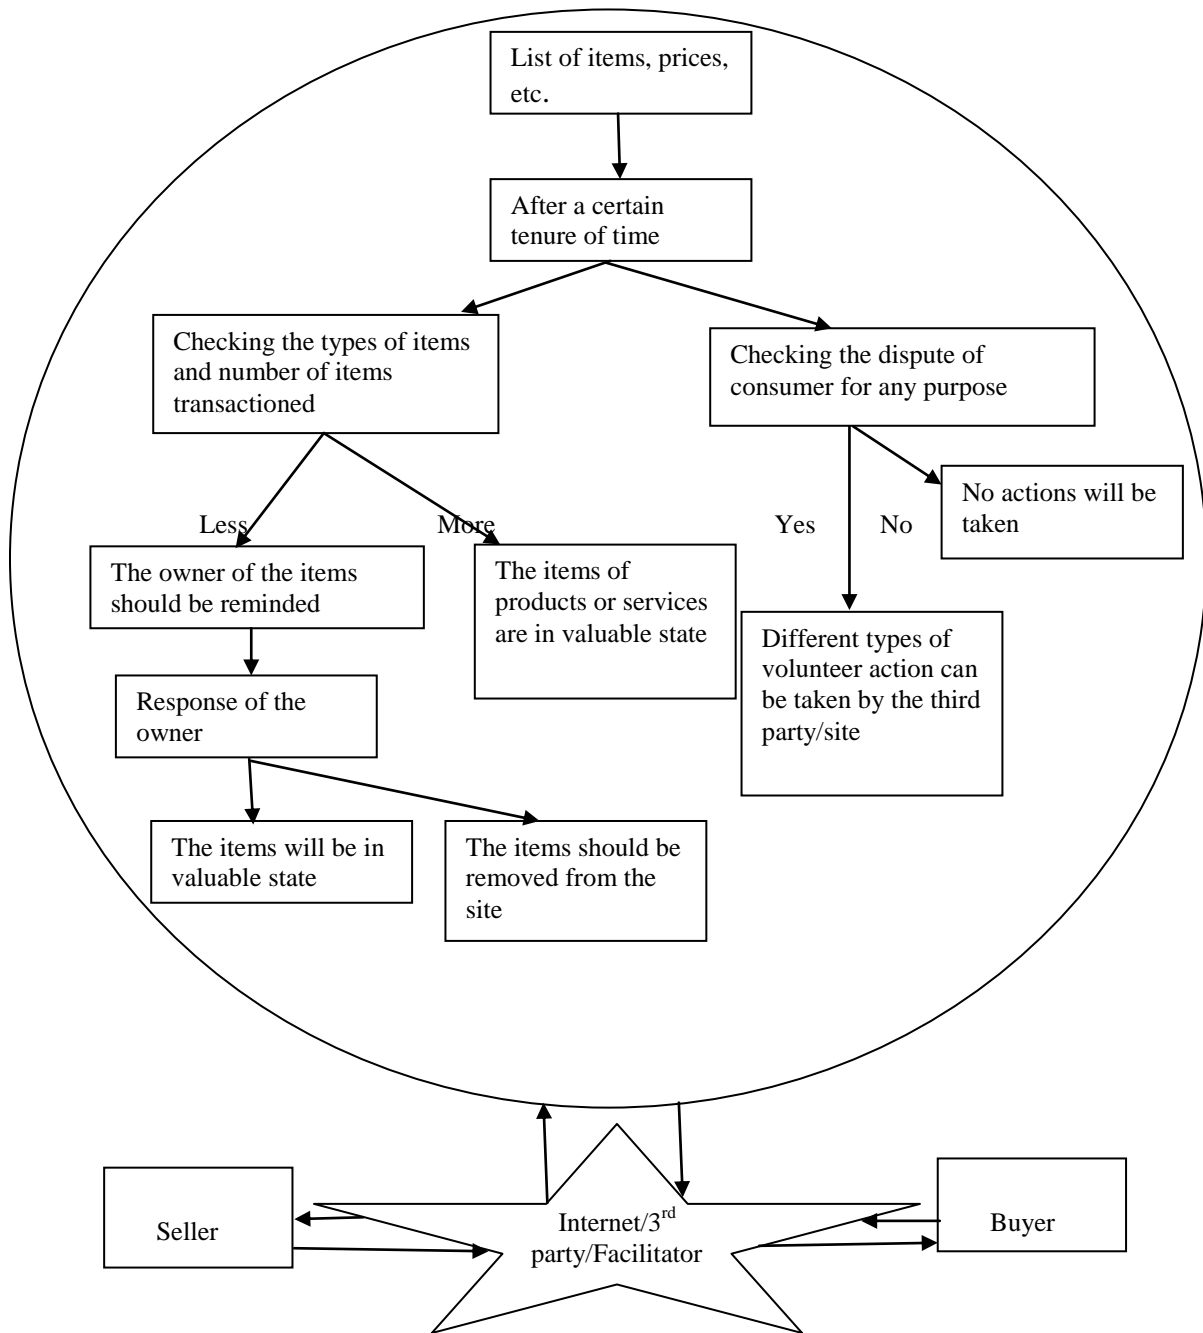 List of items, prices,
etc.
After a certain
tenure of time
Checking the types of items
and number of items
transactioned
Checking the dispute of
consumer for any purpose
Less
More
Yes
No
No actions will be
taken
The owner of the items
should be reminded
The items of
products or services
are in valuable state
Different types of
volunteer action can
be taken by the third
party/site
Response of the
owner
The items will be in
valuable state
The items should be
removed from the
site
Seller
Internet/3rd
party/Facilitator
Buyer